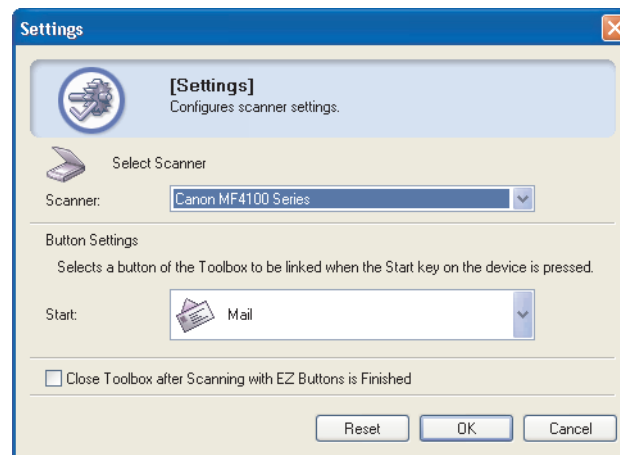 Settings
[Settings]
Configures scanner settings.
Select Scanner
Scanner:
Canon MF4100 Series
Button Settings
Selects a button of the Toolbox to be linked when the Start key on the device is pressed.
Start:
Mail
Close Toolbox after Scanning with EZ Buttons is Finished
Reset
OK
Cancel